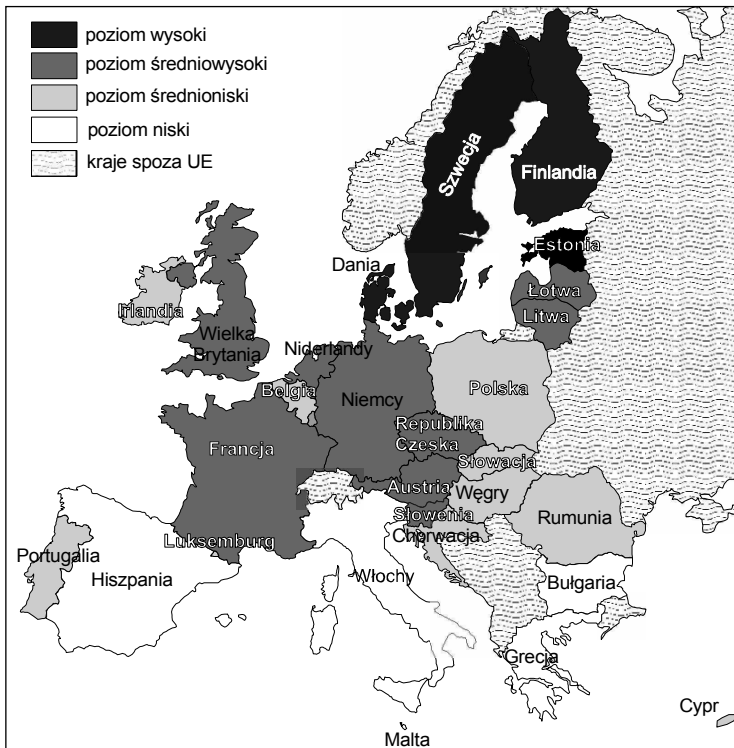 poziom wysoki
poziom średniowysoki
poziom średnioniski
poziom niski
kraje spoza UE
Szwecja
Finlandia
Estonia
Dania
Łotwa
Irlandia
Litwa
Wielka
Brytania
Niderlandy
Belgia
Niemcy
Polska
Republika
Czeska
Francja
Słowacja
Austria
Węgry
Słowenia
Rumunia
Chorwacja
Luksemburg
Portugalia
Hiszpania
Włochy
Bułgaria
Grecja
Cypr
Malta